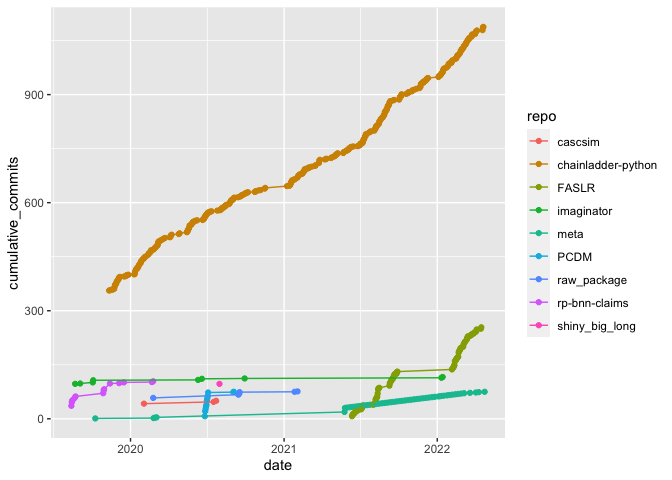 cumulative_commits
900
600
300
0
2020
2021
2022
date
repo
cascsim
chainladder-python
FASLR
imaginator
meta
PCDM
raw_package
rp-bnn-claims
shiny_big_long